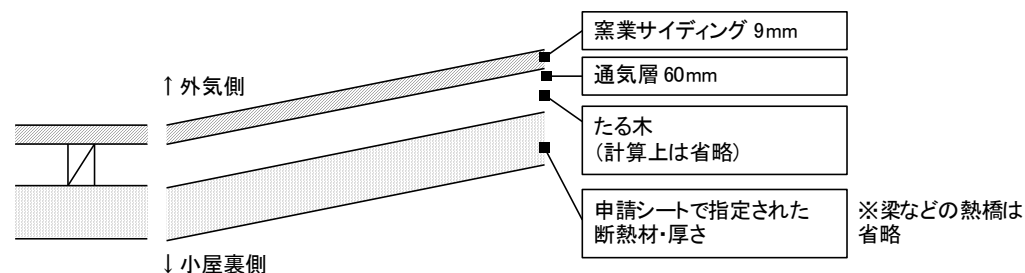 窯業サイディング 9mm
通気層 60mm
↑外気側
たる木
(計算上は省略)
申請シートで指定された
断熱材・厚さ
※梁などの熱橋は
省略
↓小屋裏側